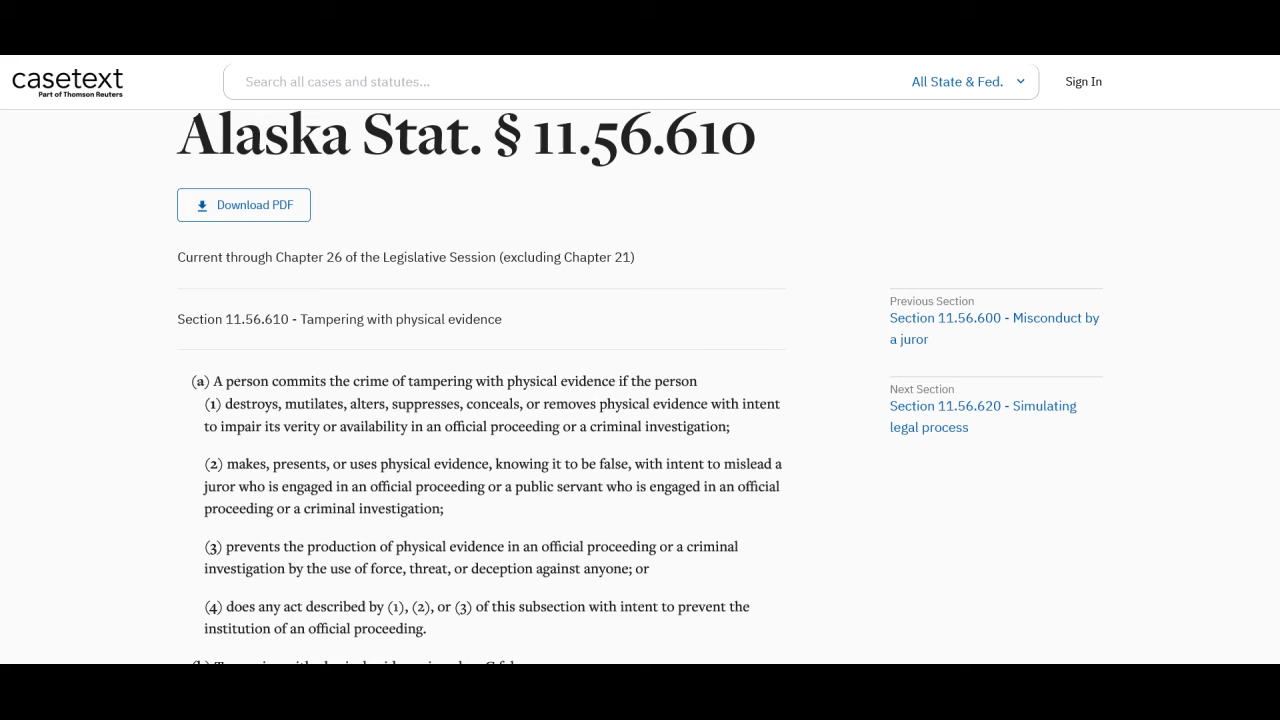 casetext
Part of Thomson Reuters
Search all cases and statutes...
All State & Fed.
Sign In
Alaska Stat. § 11.56.610
Download PDF
Current through Chapter 26 of the Legislative Session (excluding Chapter 21)
Section 11.56.610 - Tampering with physical evidence
(a) A person commits the crime of tampering with physical evidence if the person
(1) destroys, mutilates, alters, suppresses, conceals, or removes physical evidence with intent
to impair its verity or availability in an official proceeding or a criminal investigation;
(2) makes, presents, or uses physical evidence, knowing it to be false, with intent to mislead a
juror who is engaged in an official proceeding or a public servant who is engaged in an official
proceeding or a criminal investigation;
(3) prevents the production of physical evidence in an official proceeding or a criminal
investigation by the use of force, threat, or deception against anyone; or
(4) does any act described by (1), (2), or (3) of this subsection with intent to prevent the
institution of an official proceeding.
Previous Section
Section 11.56.600 - Misconduct by
a juror
Next Section
Section 11.56.620 - Simulating
legal process